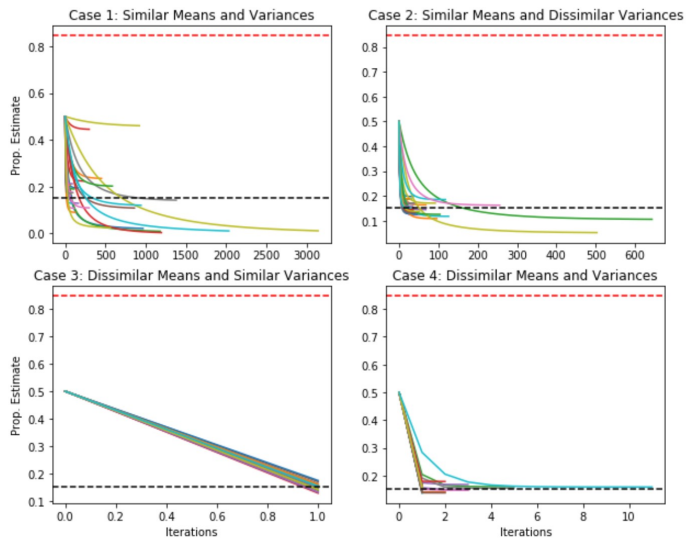 Case 1: Similar Means and Variances
Prop. Estimate
0.8
0.6
0.4
0.2
0.0
0 500 1000 1500 2000 2500 3000
Case 2: Similar Means and Dissimilar Variances
0.8
0.7
0.6
0.5
0.4
0.3
0.2
0.1
0 100 200 300 400 500 600
Case 3: Dissimilar Means and Similar Variances
Prop. Estimate
0.8
0.7
0.6
0.5
0.4
0.3
0.2
0.1
0.0 0.2 0.4 0.6 0.8 1.0
Iterations
Case 4: Dissimilar Means and Variances
0.8
0.7
0.6
0.5
0.4
0.3
0.2
0 2 4 6 8 10
Iterations